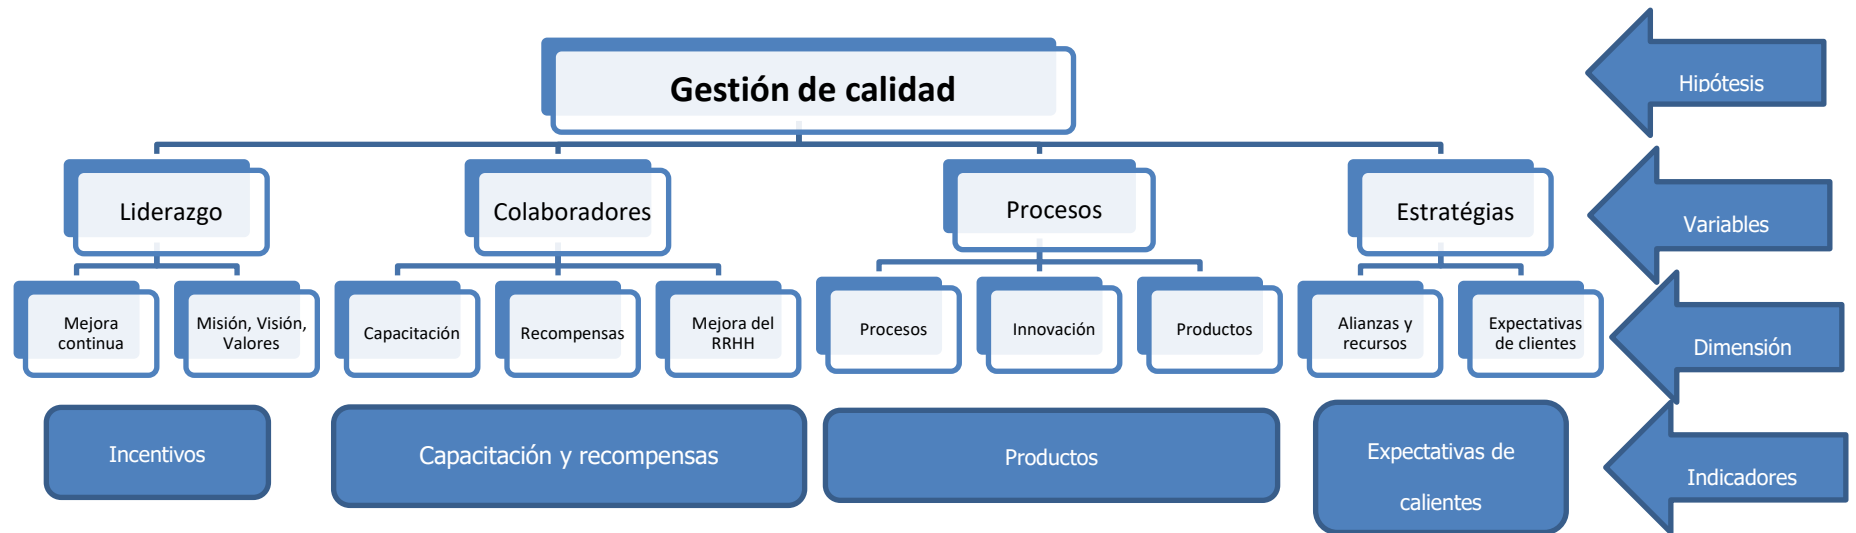 Gestión de calidad
Hipótesis
Liderazgo
Colaboradores
Procesos
Estratégias
Variables
Mejora
continua
Misión, Visión,
Valores
Capacitación
Recompensas
Mejora del
RRHH
Procesos
Innovación
Productos
Alianzas y
recursos
Expectativas
de clientes
Dimensión
Incentivos
Capacitación y recompensas
Productos
Expectativas de
calientes
Indicadores